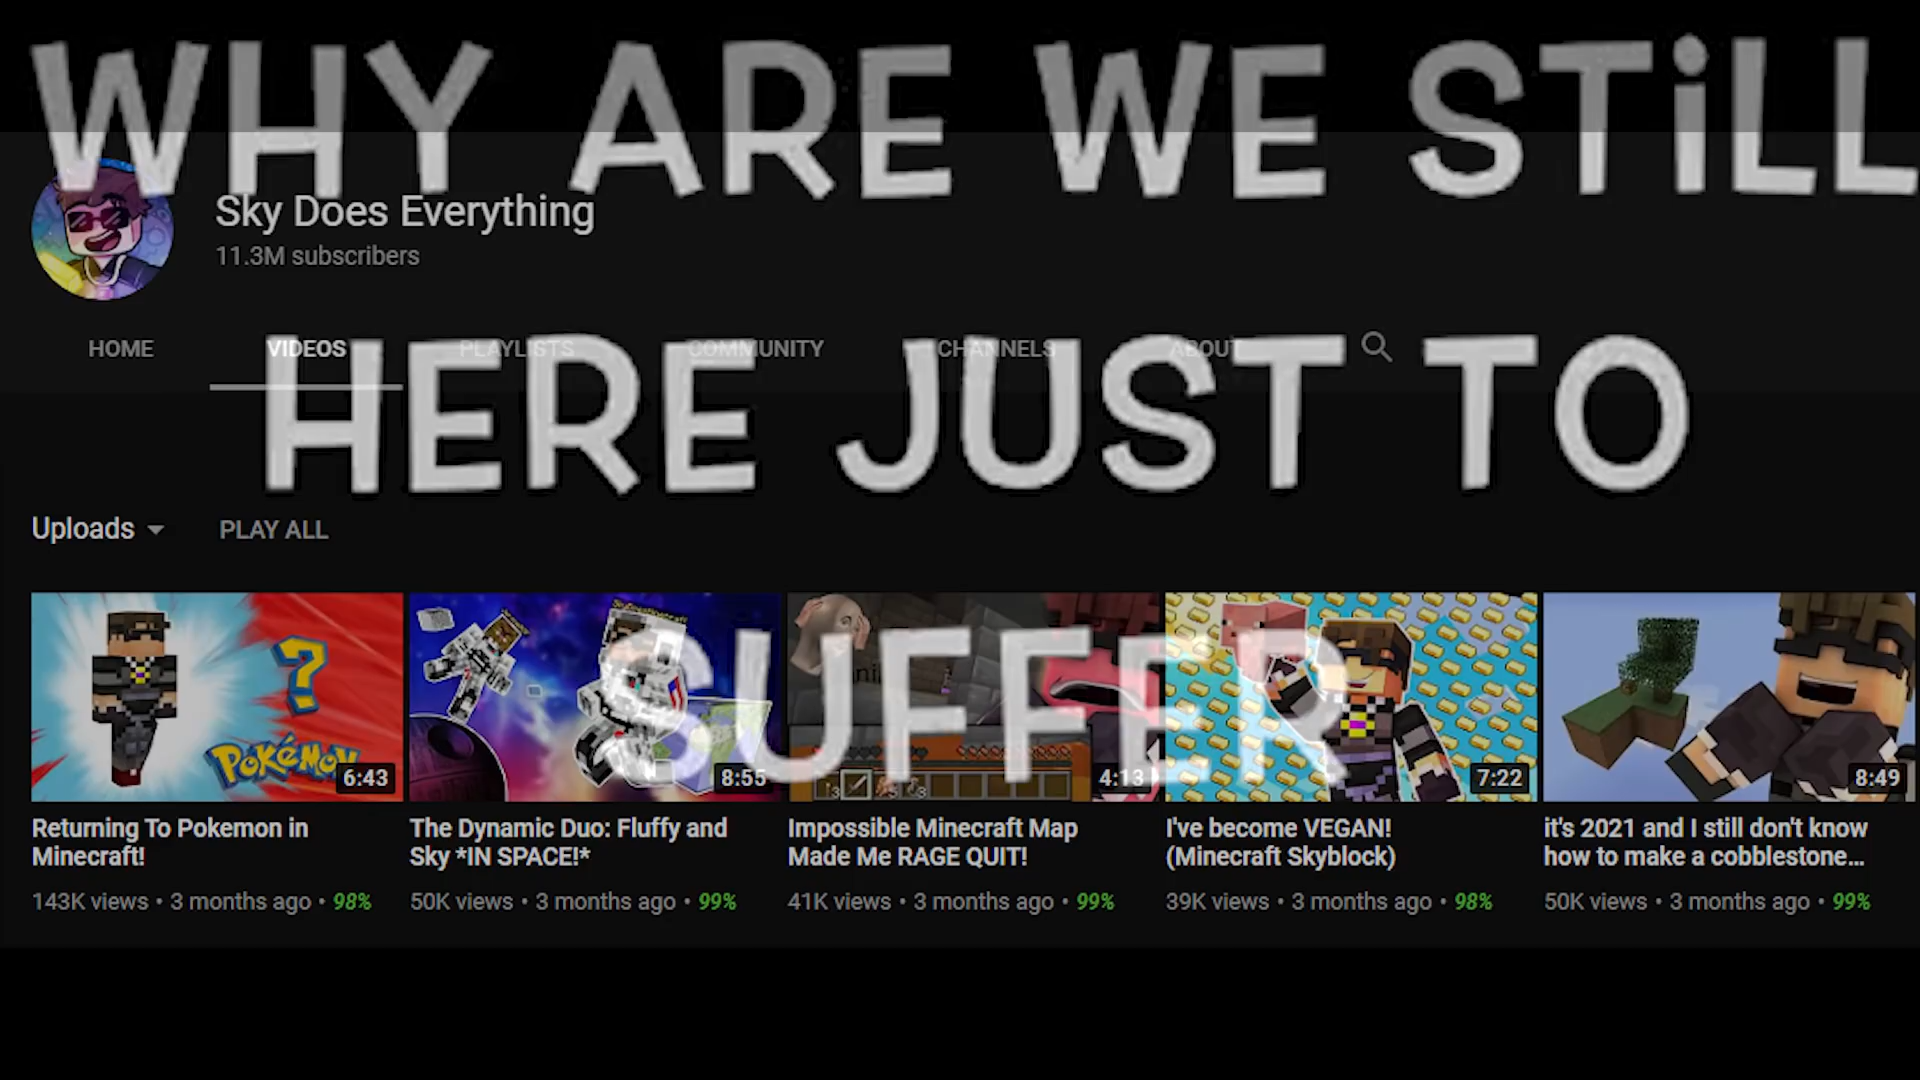 WHY ARE WE STiLL
Sky Does Everything
11.3M subscribers
HOME VIDEOS PLAYLISTS COMMUNITY CHANNELS ABOUT
HERE JUST TO
Uploads PLAY ALL
SUFFER
POKéMON
6:43 8:55 4:13 7:22 8:49
Returning To Pokemon in
Minecraft!
143K views • 3 months ago • 98%
The Dynamic Duo: Fluffy and
Sky *IN SPACE!*
50K views • 3 months ago • 99%
Impossible Minecraft Map
Made Me RAGE QUIT!
41K views • 3 months ago • 99%
I've become VEGAN!
(Minecraft Skyblock)
39K views • 3 months ago • 98%
it's 2021 and I still don't know
how to make a cobblestone...
50K views • 3 months ago • 99%